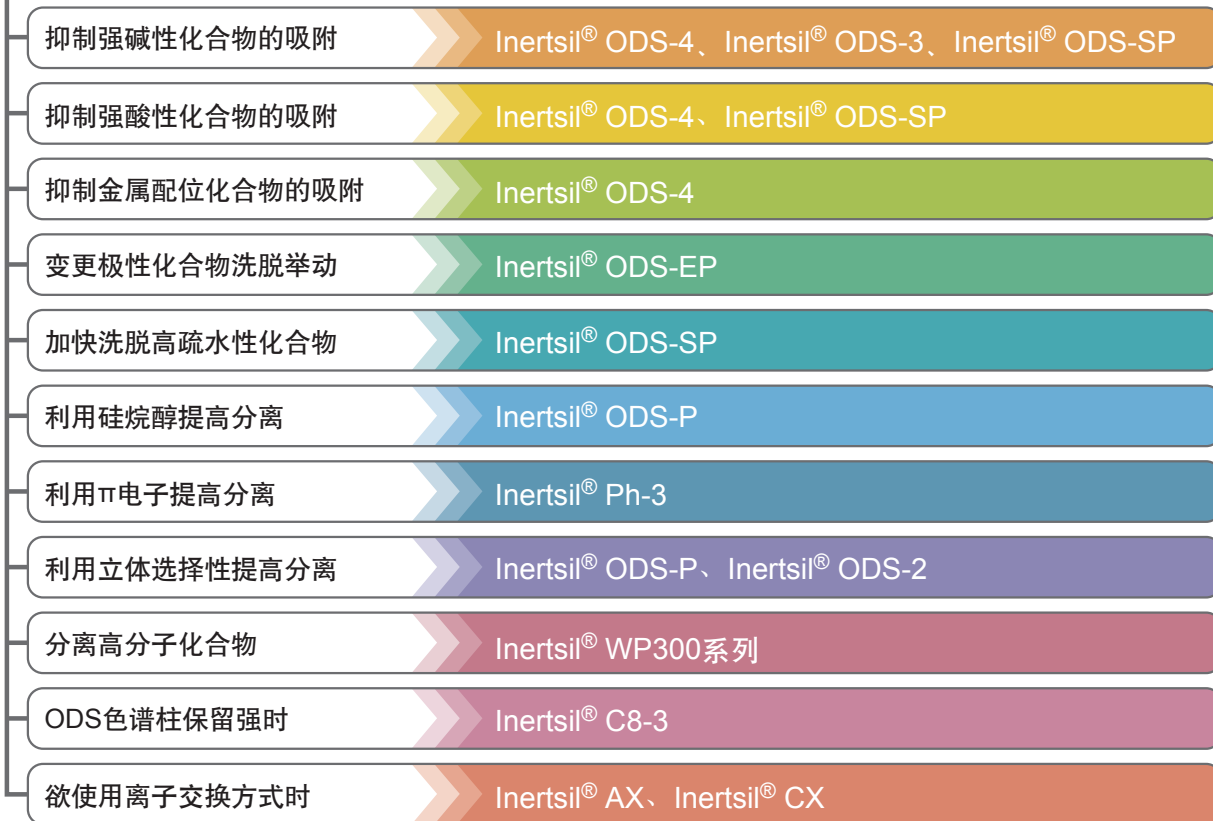 抑制强碱性化合物的吸附 Inertsil® ODS-4、Inertsil® ODS-3、Inertsil® ODS-SP
抑制强酸性化合物的吸附 Inertsil® ODS-4、Inertsil® ODS-SP
抑制金属配位化合物的吸附 Inertsil® ODS-4
变更极性化合物洗脱举动 Inertsil® ODS-EP
加快洗脱高疏水性化合物 Inertsil® ODS-SP
利用硅烷醇提高分离 Inertsil® ODS-P
利用π电子提高分离 Inertsil® Ph-3
利用立体选择性提高分离 Inertsil® ODS-P、Inertsil® ODS-2
分离高分子化合物 Inertsil® WP300系列
ODS色谱柱保留强时 Inertsil® C8-3
欲使用离子交换方式时 Inertsil® AX、Inertsil® CX